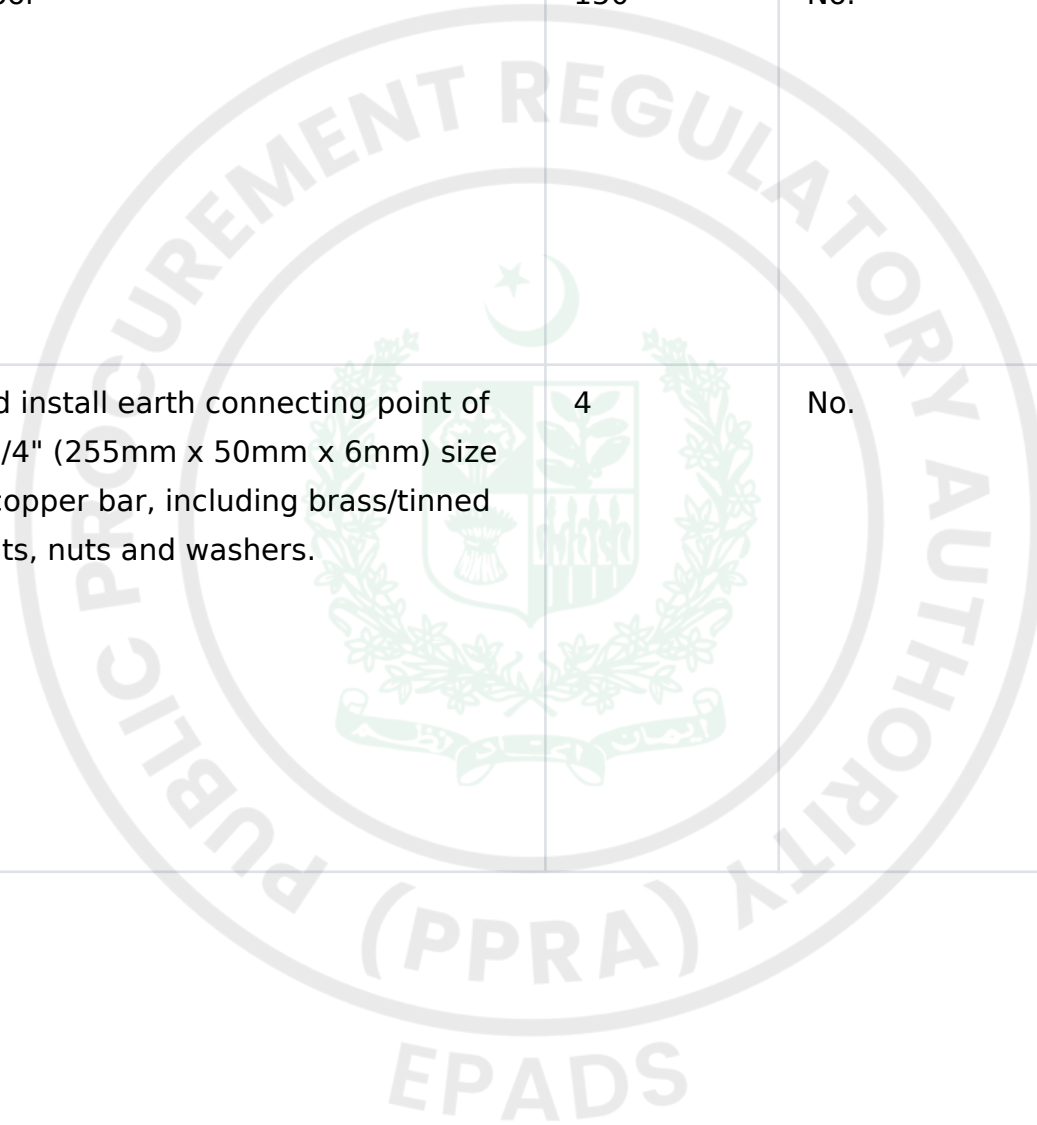 No.
d install earth connecting point of 4 No.
/4" (255mm x 50mm x 6mm) size
copper bar, including brass/tinned
ts, nuts and washers.
PUBLIC PROCUREMENT REGULATORY AUTHORITY
(PPRA)
EPADS